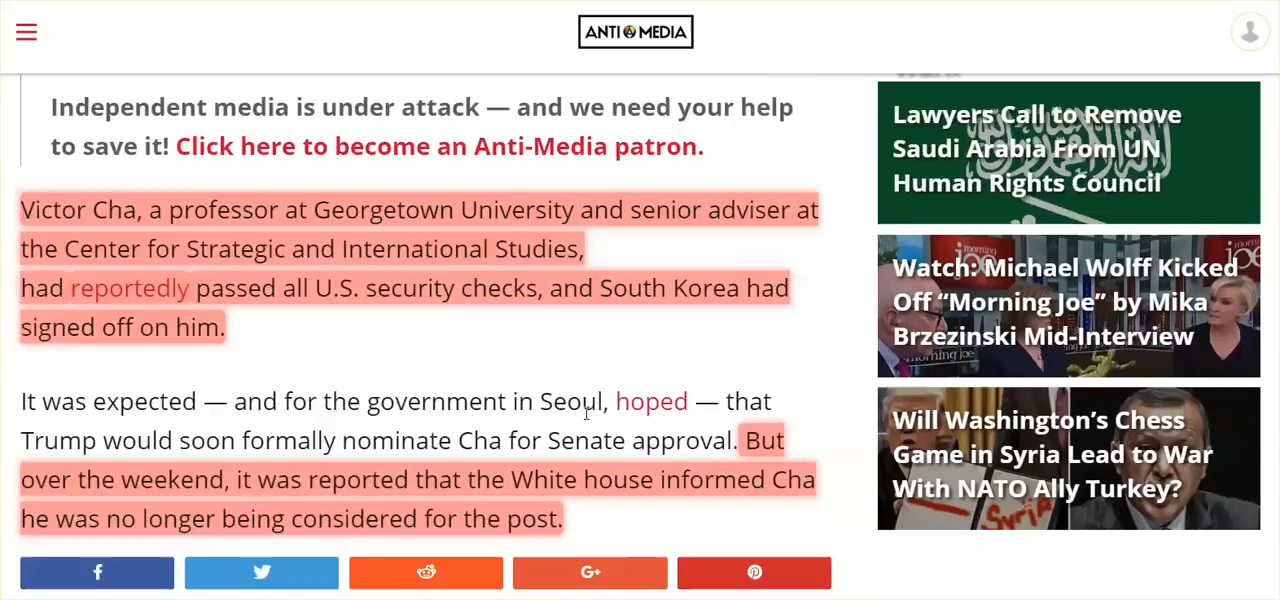 ANTI MEDIA
Independent media is under attack — and we need your help
to save it! Click here to become an Anti-Media patron.
Victor Cha, a professor at Georgetown University and senior adviser at
the Center for Strategic and International Studies,
had reportedly passed all U.S. security checks, and South Korea had
signed off on him.
It was expected — and for the government in Seoul, hoped — that
Trump would soon formally nominate Cha for Senate approval. But
over the weekend, it was reported that the White house informed Cha
he was no longer being considered for the post.
f
G+
Lawyers Call to Remove
Saudi Arabia From UN
Human Rights Council
Watch: Michael Wolff Kicked
Off “Morning Joe” by Mika
Brzezinski Mid-Interview
morning joe
Will Washington’s Chess
Game in Syria Lead to War
With NATO Ally Turkey?
Syria